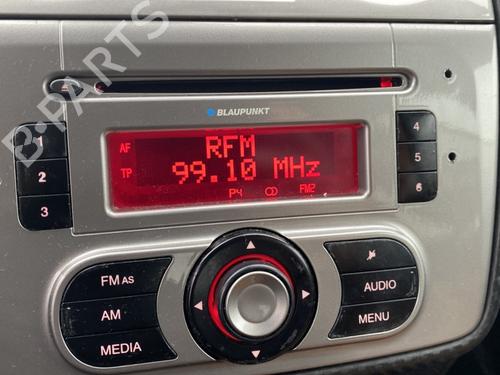 B-PARTS
BLAUPUNKT
AF RFM
TP 99.10 MHz
P4 FM2
1
2
3
4
5
6
FM AS
AM
MEDIA
AUDIO
MENU